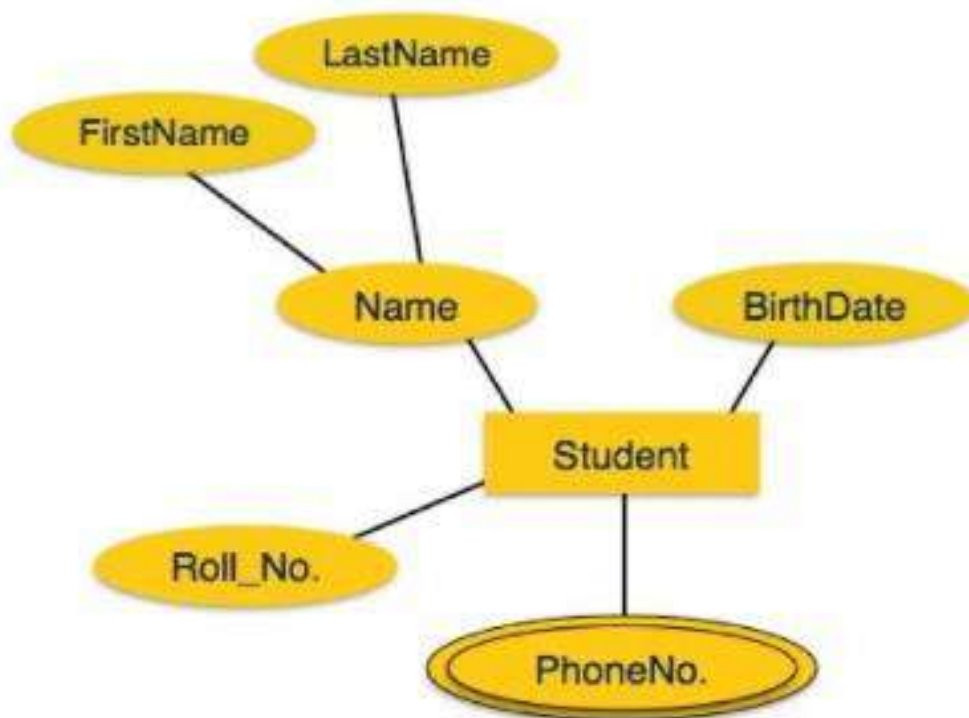 LastName
FirstName
Name
BirthDate
Student
Roll_No.
PhoneNo.